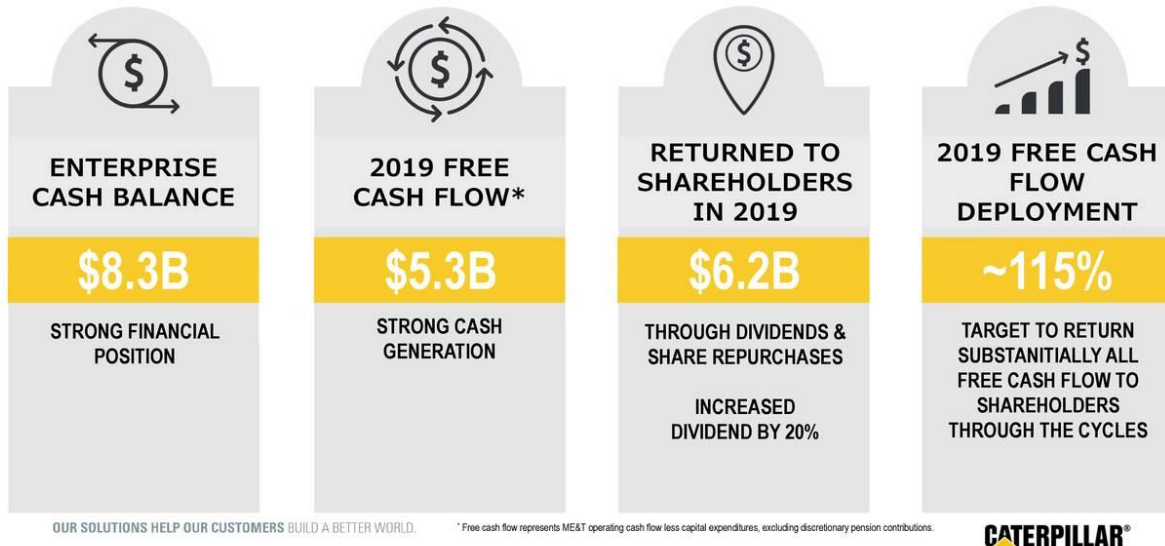 ENTERPRISE
CASH BALANCE
$8.3B
STRONG FINANCIAL
POSITION
2019 FREE
CASH FLOW*
$5.3B
STRONG CASH
GENERATION
RETURNED TO
SHAREHOLDERS
IN 2019
$6.2B
THROUGH DIVIDENDS &
SHARE REPURCHASES
INCREASED
DIVIDEND BY 20%
2019 FREE CASH
FLOW
DEPLOYMENT
~115%
TARGET TO RETURN
SUBSTANITIALLY ALL
FREE CASH FLOW TO
SHAREHOLDERS
THROUGH THE CYCLES
OUR SOLUTIONS HELP OUR CUSTOMERS BUILD A BETTER WORLD.
* Free cash flow represents ME&T operating cash flow less capital expenditures, excluding discretionary pension contributions.
CATERPILLAR®